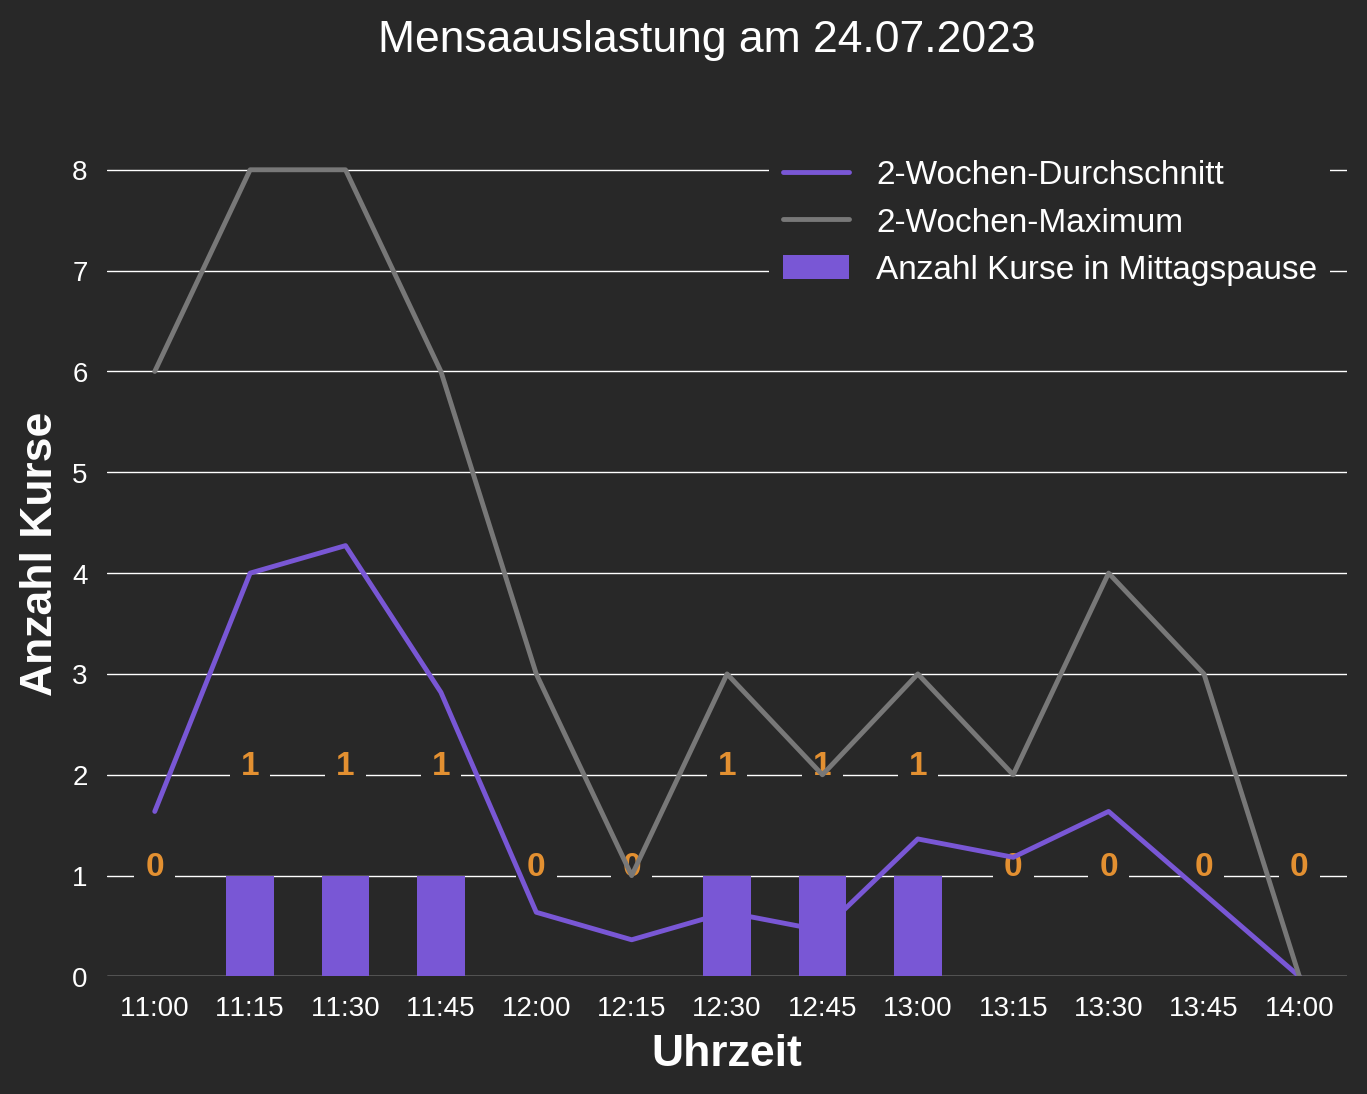 Mensaauslastung am 24.07.2023
2-Wochen-Durchschnitt
2-Wochen-Maximum
Anzahl Kurse in Mittagspause
Anzahl Kurse
8
7
6
5
4
3
2
1
0
1 1 1 1 1 1
0 0 0 0 0 0 0
11:00 11:15 11:30 11:45 12:00 12:15 12:30 12:45 13:00 13:15 13:30 13:45 14:00
Uhrzeit